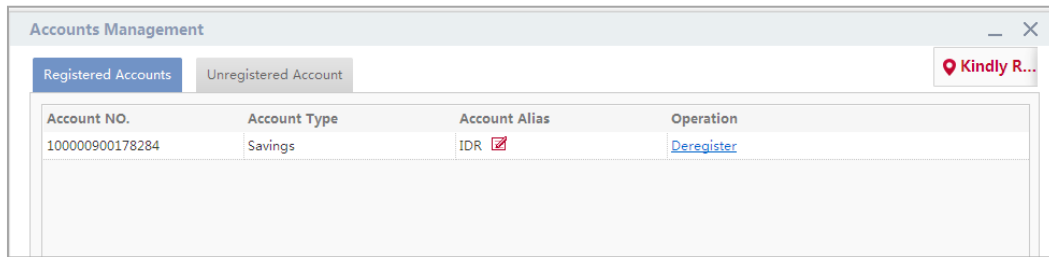 Accounts Management
Registered Accounts Unregistered Account
Kindly R...
Account NO. Account Type Account Alias Operation
100000900178284 Savings IDR Deregister